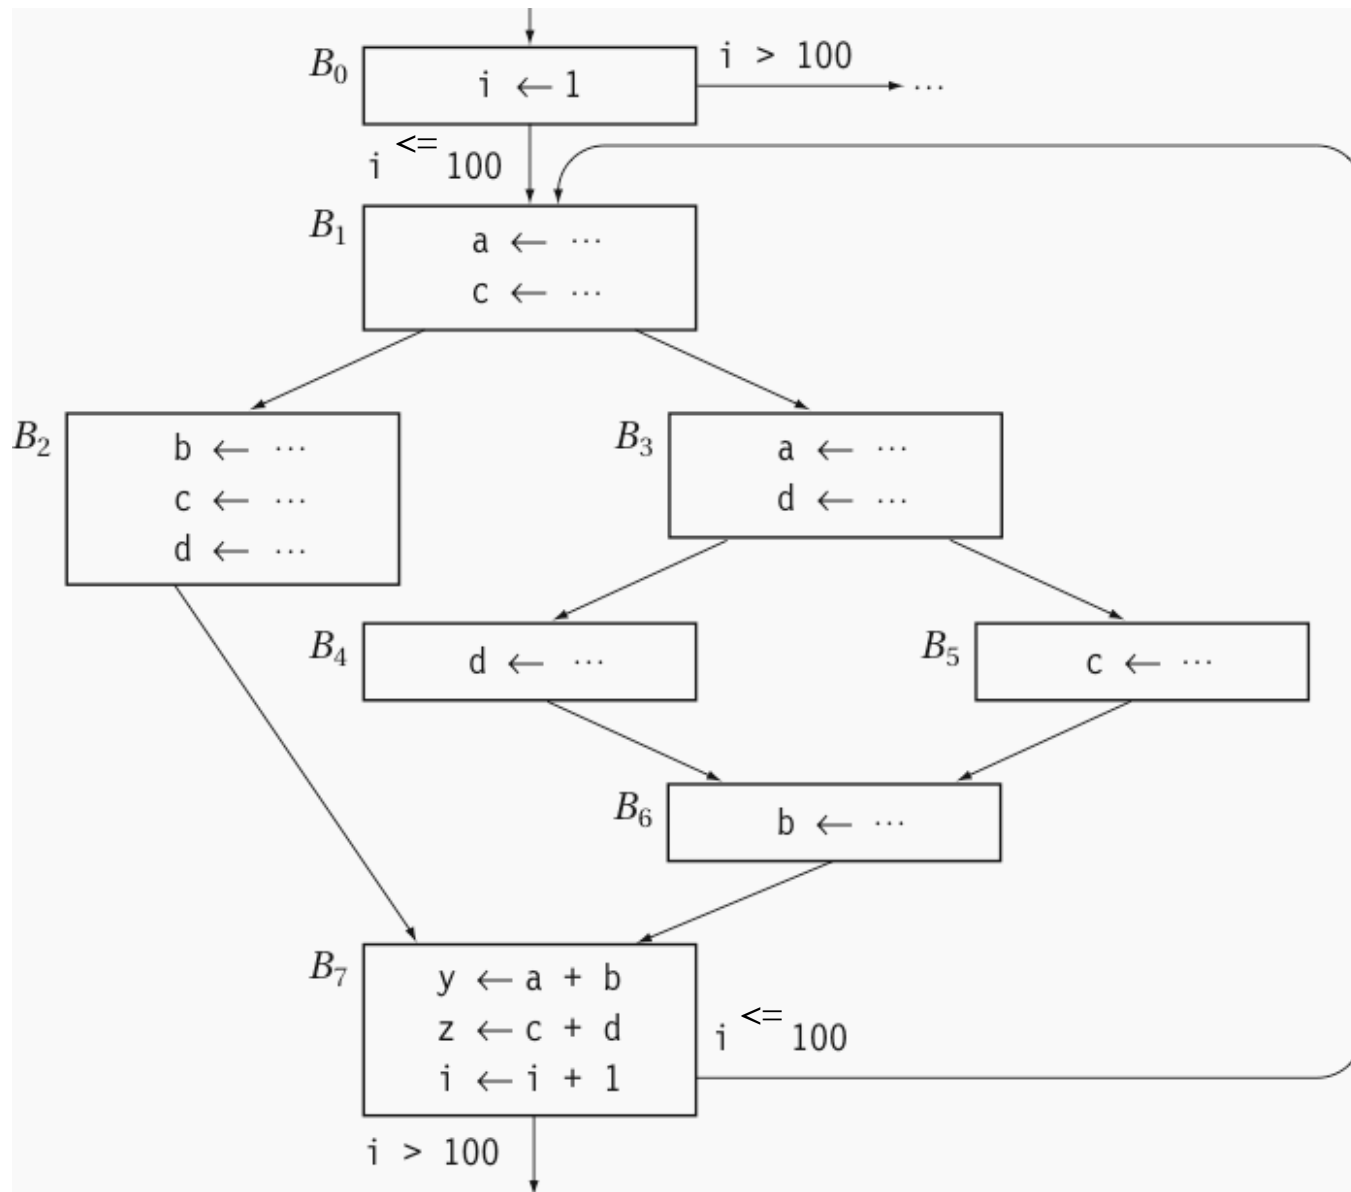 B0
i ← 1
i > 100
...
i <= 100
B1
a ← ...
c ← ...
B2
b ← ...
c ← ...
d ← ...
B3
a ← ...
d ← ...
B4
d ← ...
B5
c ← ...
B6
b ← ...
B7
y ← a + b
z ← c + d
i ← i + 1
i <= 100
i > 100